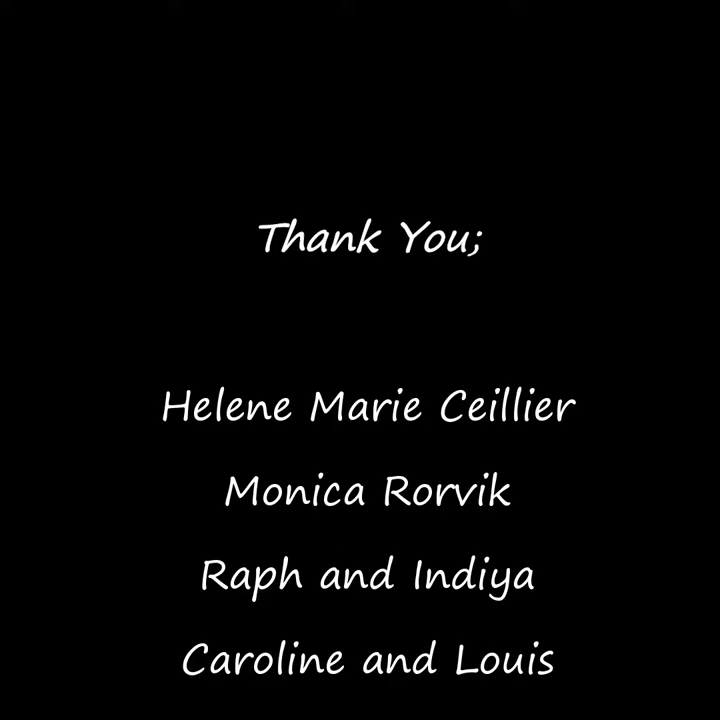 Thank You;
Helene Marie Ceillier
Monica Rorvik
Raph and Indiya
Caroline and Louis